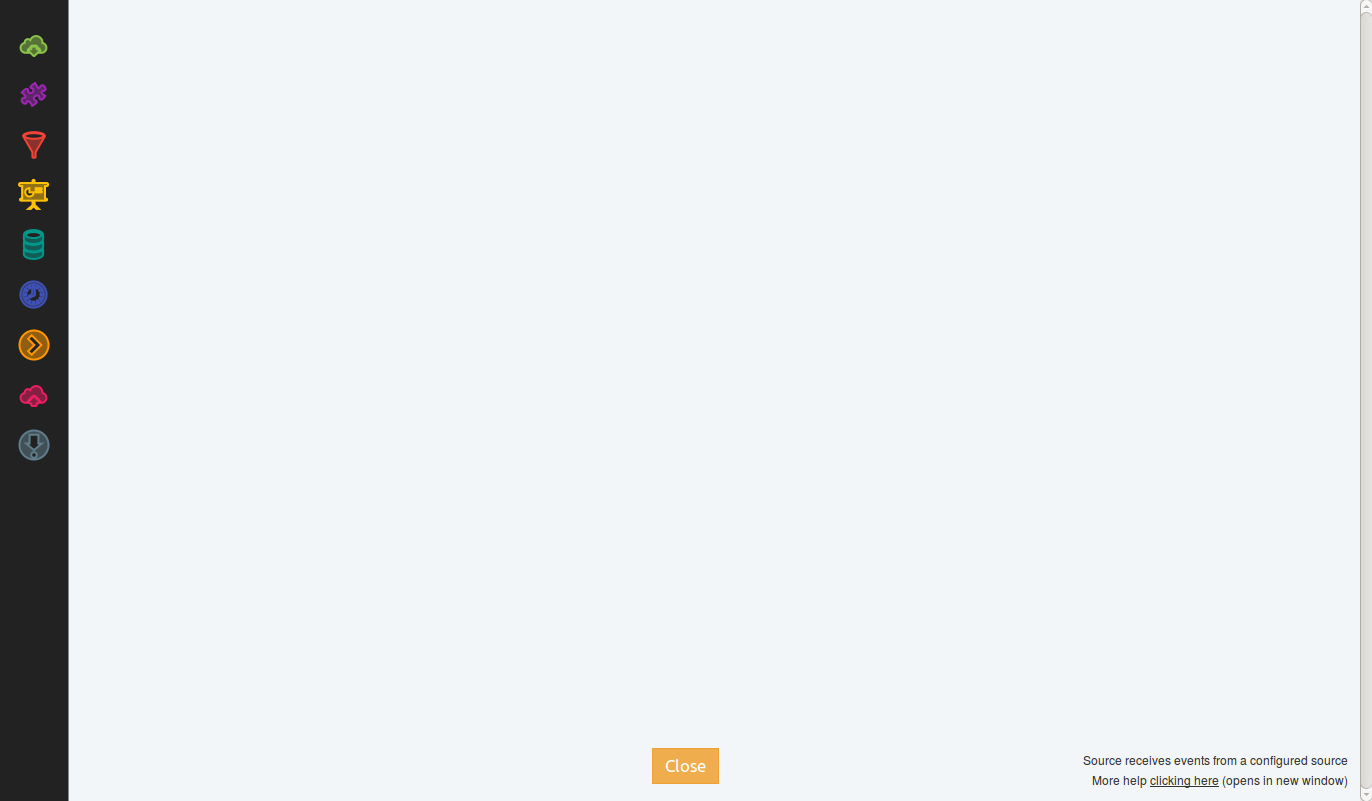 Close
Source receives events from a configured source
More help clicking here (opens in new window)